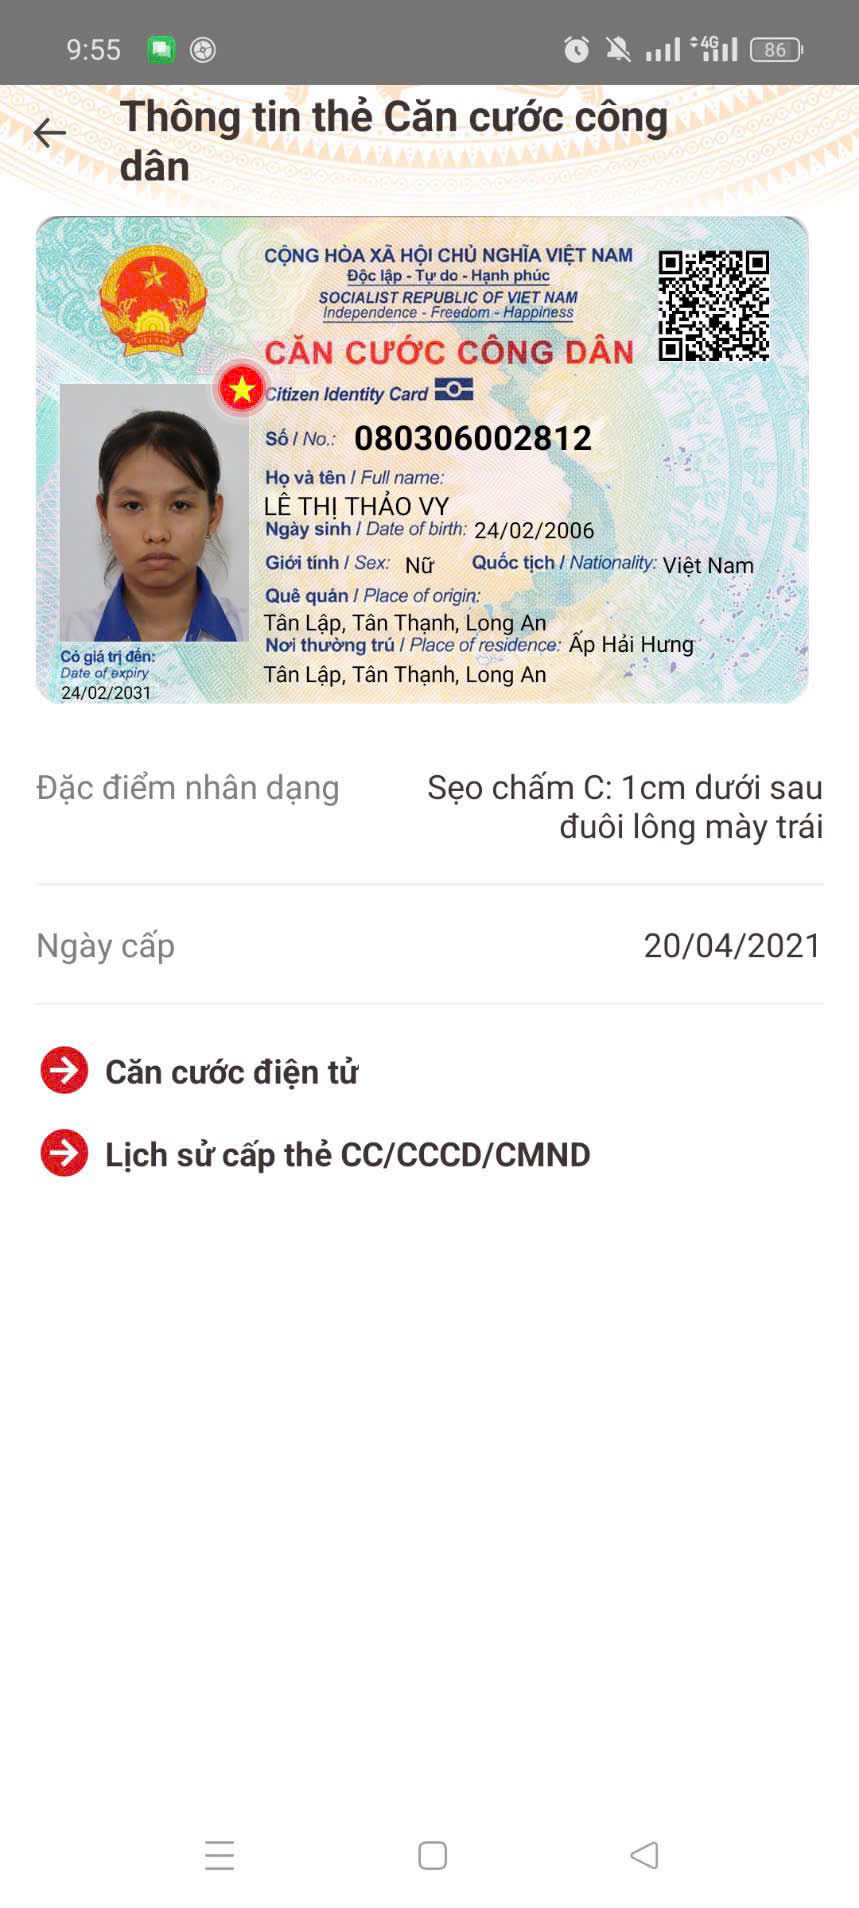 9:55
4G
86
Thông tin thẻ Căn cước công
dân
CỘNG HÒA XÃ HỘI CHỦ NGHĨA VIỆT NAM
Độc lập - Tự do - Hạnh phúc
SOCIALIST REPUBLIC OF VIET NAM
Independence - Freedom - Happiness
CĂN CƯỚC CÔNG DÂN
Citizen Identity Card
Số / No.: 080306002812
Họ và tên / Full name:
LÊ THỊ THẢO VY
Ngày sinh / Date of birth: 24/02/2006
Giới tính / Sex: Nữ Quốc tịch / Nationality: Việt Nam
Quê quán / Place of origin:
Tân Lập, Tân Thạnh, Long An
Nơi thường trú / Place of residence: Ấp Hải Hưng
Tân Lập, Tân Thạnh, Long An
Có giá trị đến:
Date of expiry
24/02/2031
Đặc điểm nhân dạng
Sẹo chấm C: 1cm dưới sau
đuôi lông mày trái
Ngày cấp
20/04/2021
Căn cước điện tử
Lịch sử cấp thẻ CC/CCCD/CMND